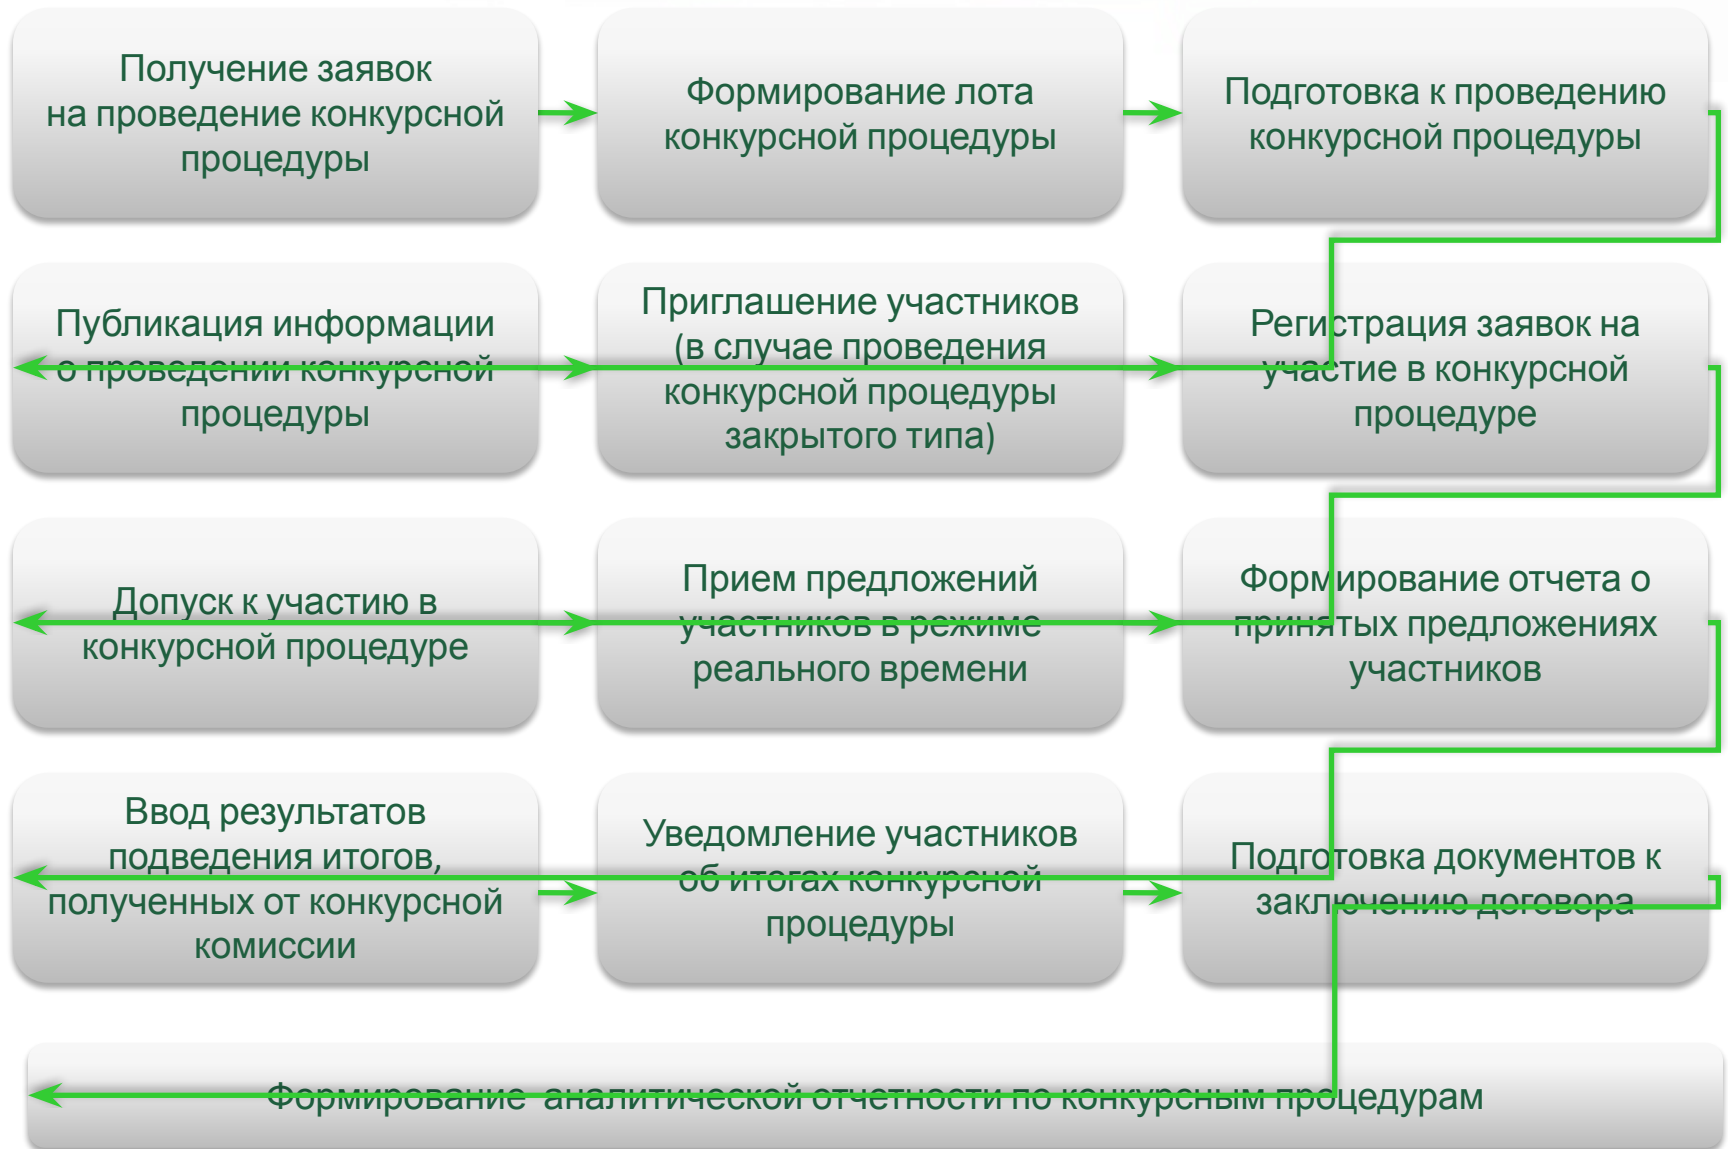 Получение заявок
на проведение конкурсной
процедуры
Формирование лота
конкурсной процедуры
Подготовка к проведению
конкурсной процедуры
Публикация информации
о проведении конкурсной
процедуры
Приглашение участников
(в случае проведения
конкурсной процедуры
закрытого типа)
Регистрация заявок на
участие в конкурсной
процедуре
Допуск к участию в
конкурсной процедуре
Прием предложений
участников в режиме
реального времени
Формирование отчета о
принятых предложениях
участников
Ввод результатов
подведения итогов,
полученных от конкурсной
комиссии
Уведомление участников
об итогах конкурсной
процедуры
Подготовка документов к
заключению договора
Формирование аналитической отчетности по конкурсным процедурам